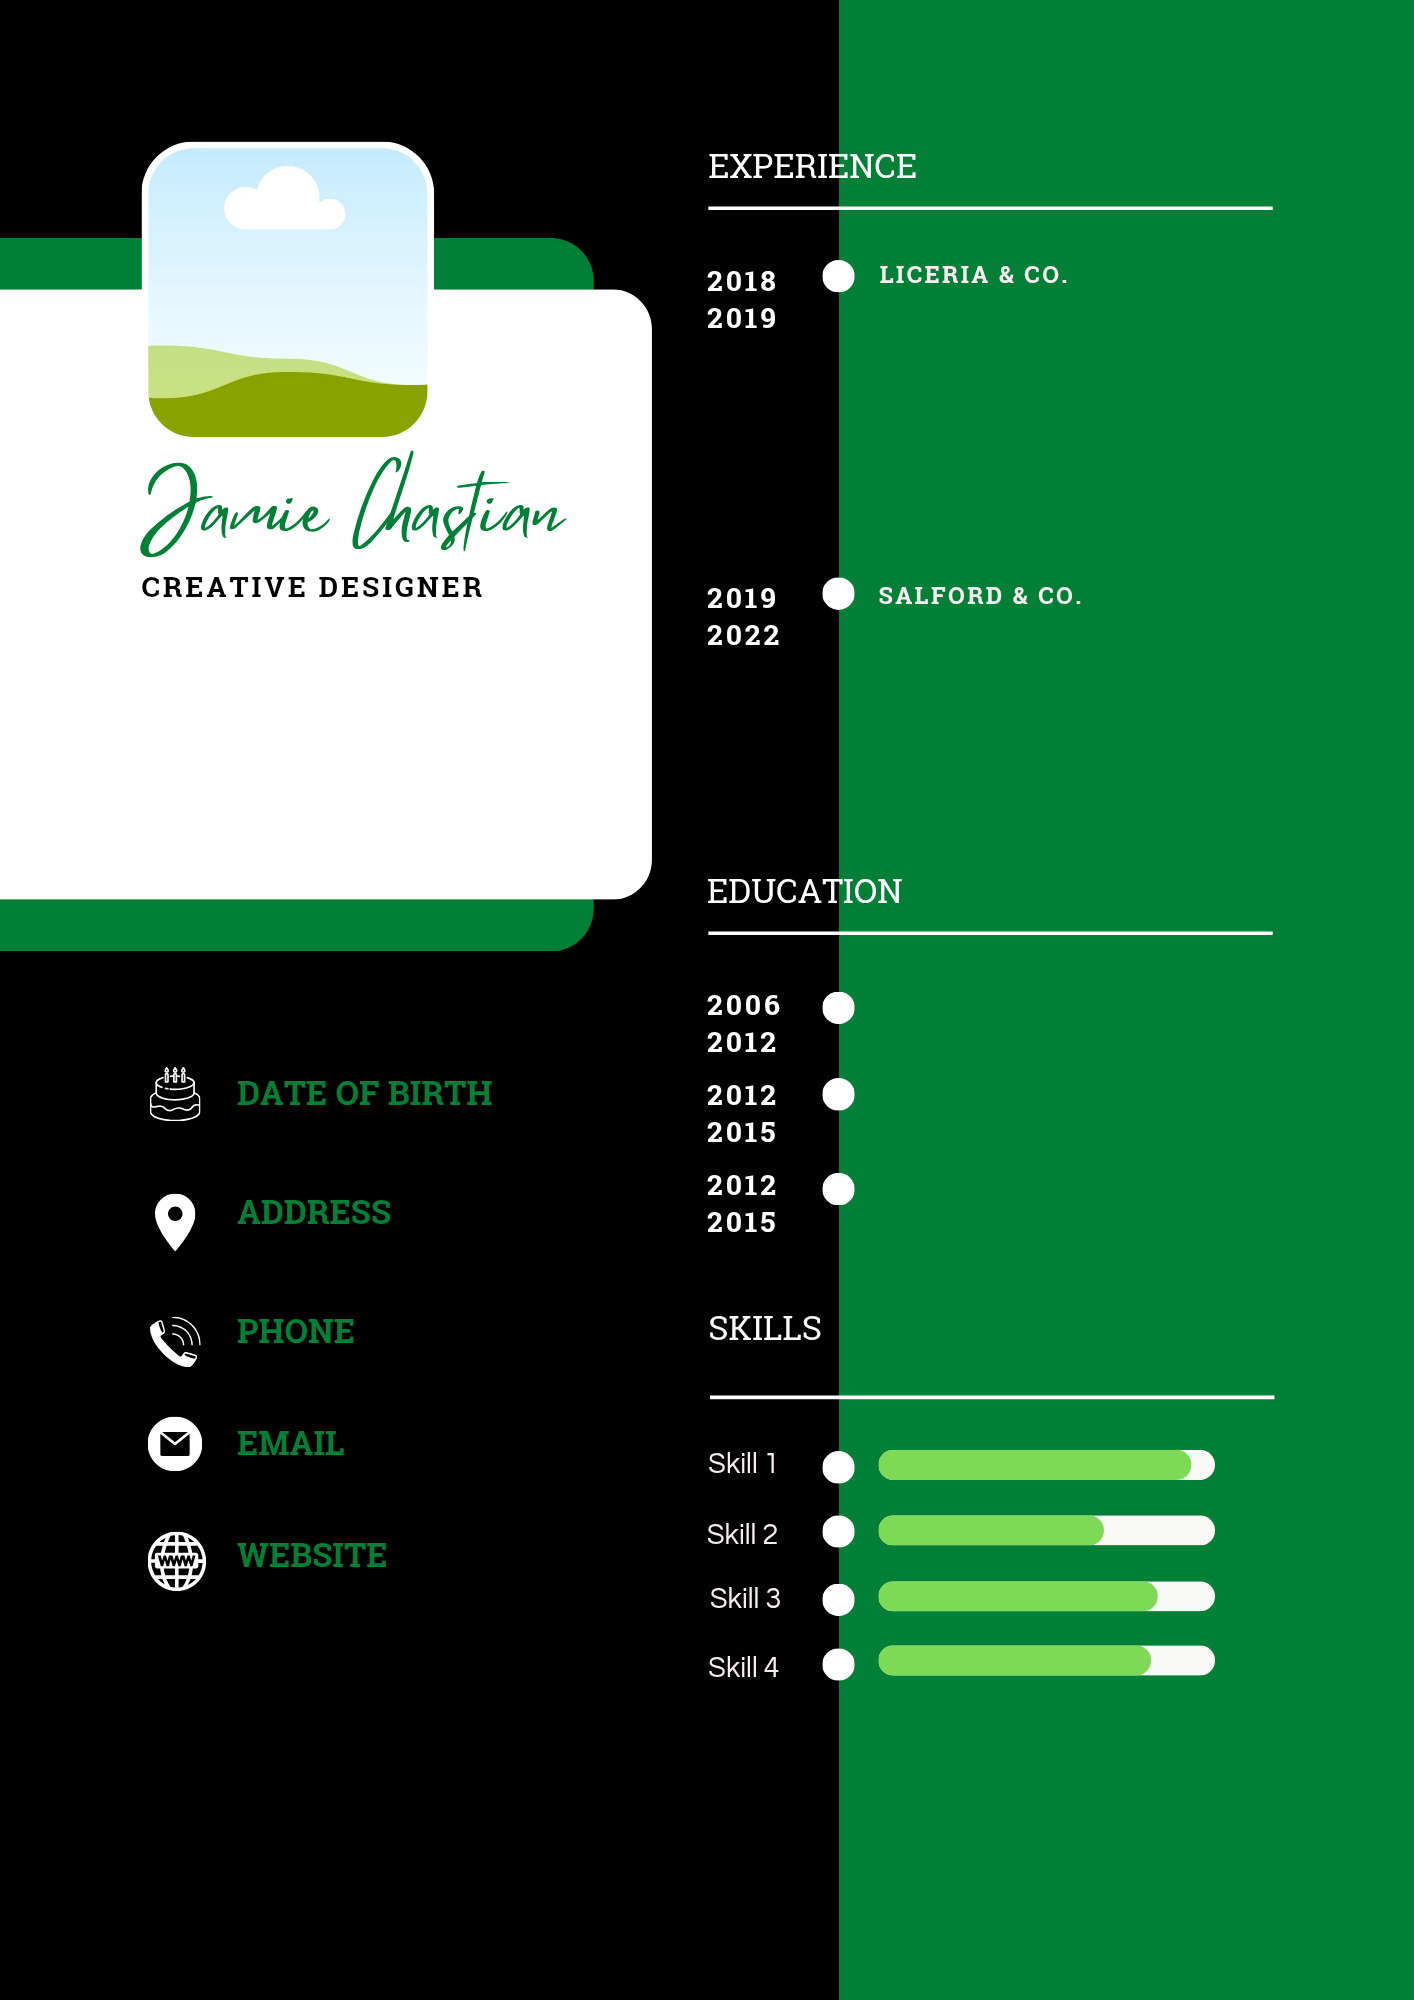 Jamie Chastian
CREATIVE DESIGNER
DATE OF BIRTH
ADDRESS
PHONE
EMAIL
WWW
WEBSITE
EXPERIENCE
2018
2019
LICERIA & CO.
2019
2022
SALFORD & CO.
EDUCATION
2006
2012
2012
2015
2012
2015
SKILLS
Skill 1
Skill 2
Skill 3
Skill 4